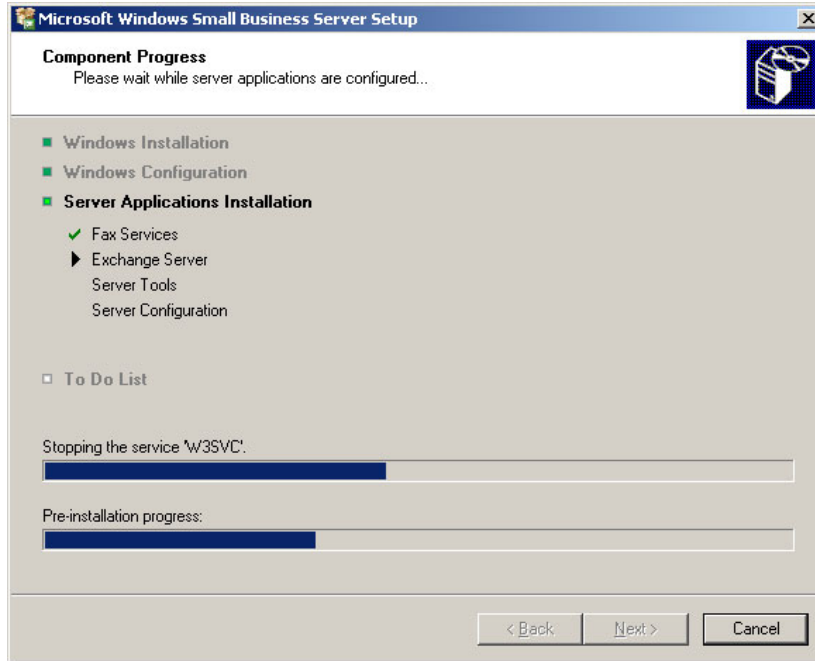 Microsoft Windows Small Business Server Setup
Component Progress
Please wait while server applications are configured...
Windows Installation
Windows Configuration
Server Applications Installation
Fax Services
Exchange Server
Server Tools
Server Configuration
To Do List
Stopping the service 'W3SVC'.
Pre-installation progress:
< Back Next > Cancel